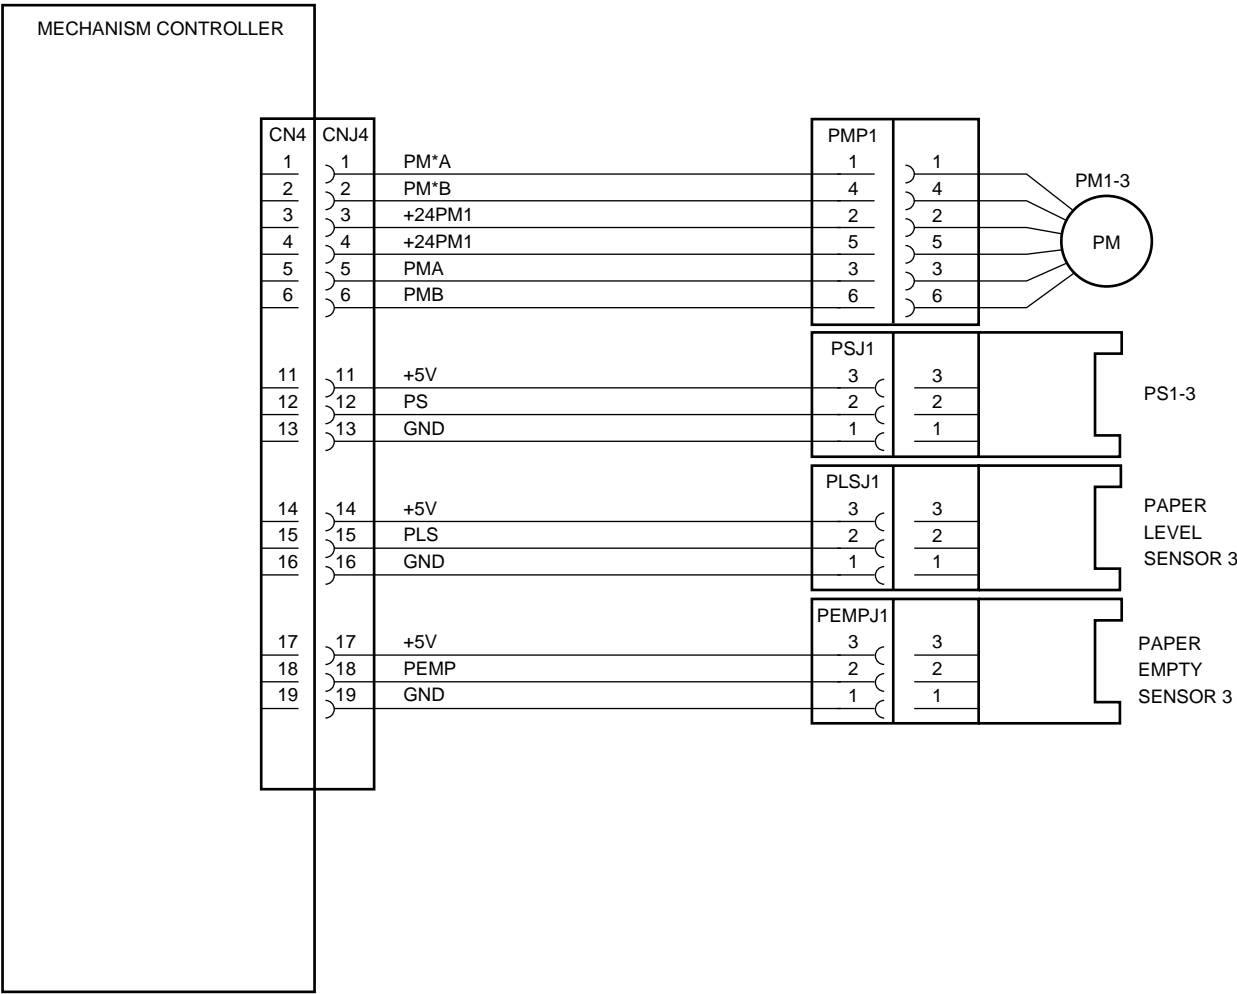 MECHANISM CONTROLLER
CN4 CNJ4 PMP1
1 1 PM*A 1 1
2 2 PM*B 4 4
3 3 +24PM1 2 2
4 4 +24PM1 5 5
5 5 PMA 3 3
6 6 PMB 6 6
PM1-3
PM
PSJ1
11 11 +5V 3 3
12 12 PS 2 2
13 13 GND 1 1
PS1-3
PLSJ1
14 14 +5V 3 3
15 15 PLS 2 2
16 16 GND 1 1
PAPER
LEVEL
SENSOR 3
PEMPJ1
17 17 +5V 3 3
18 18 PEMP 2 2
19 19 GND 1 1
PAPER
EMPTY
SENSOR 3